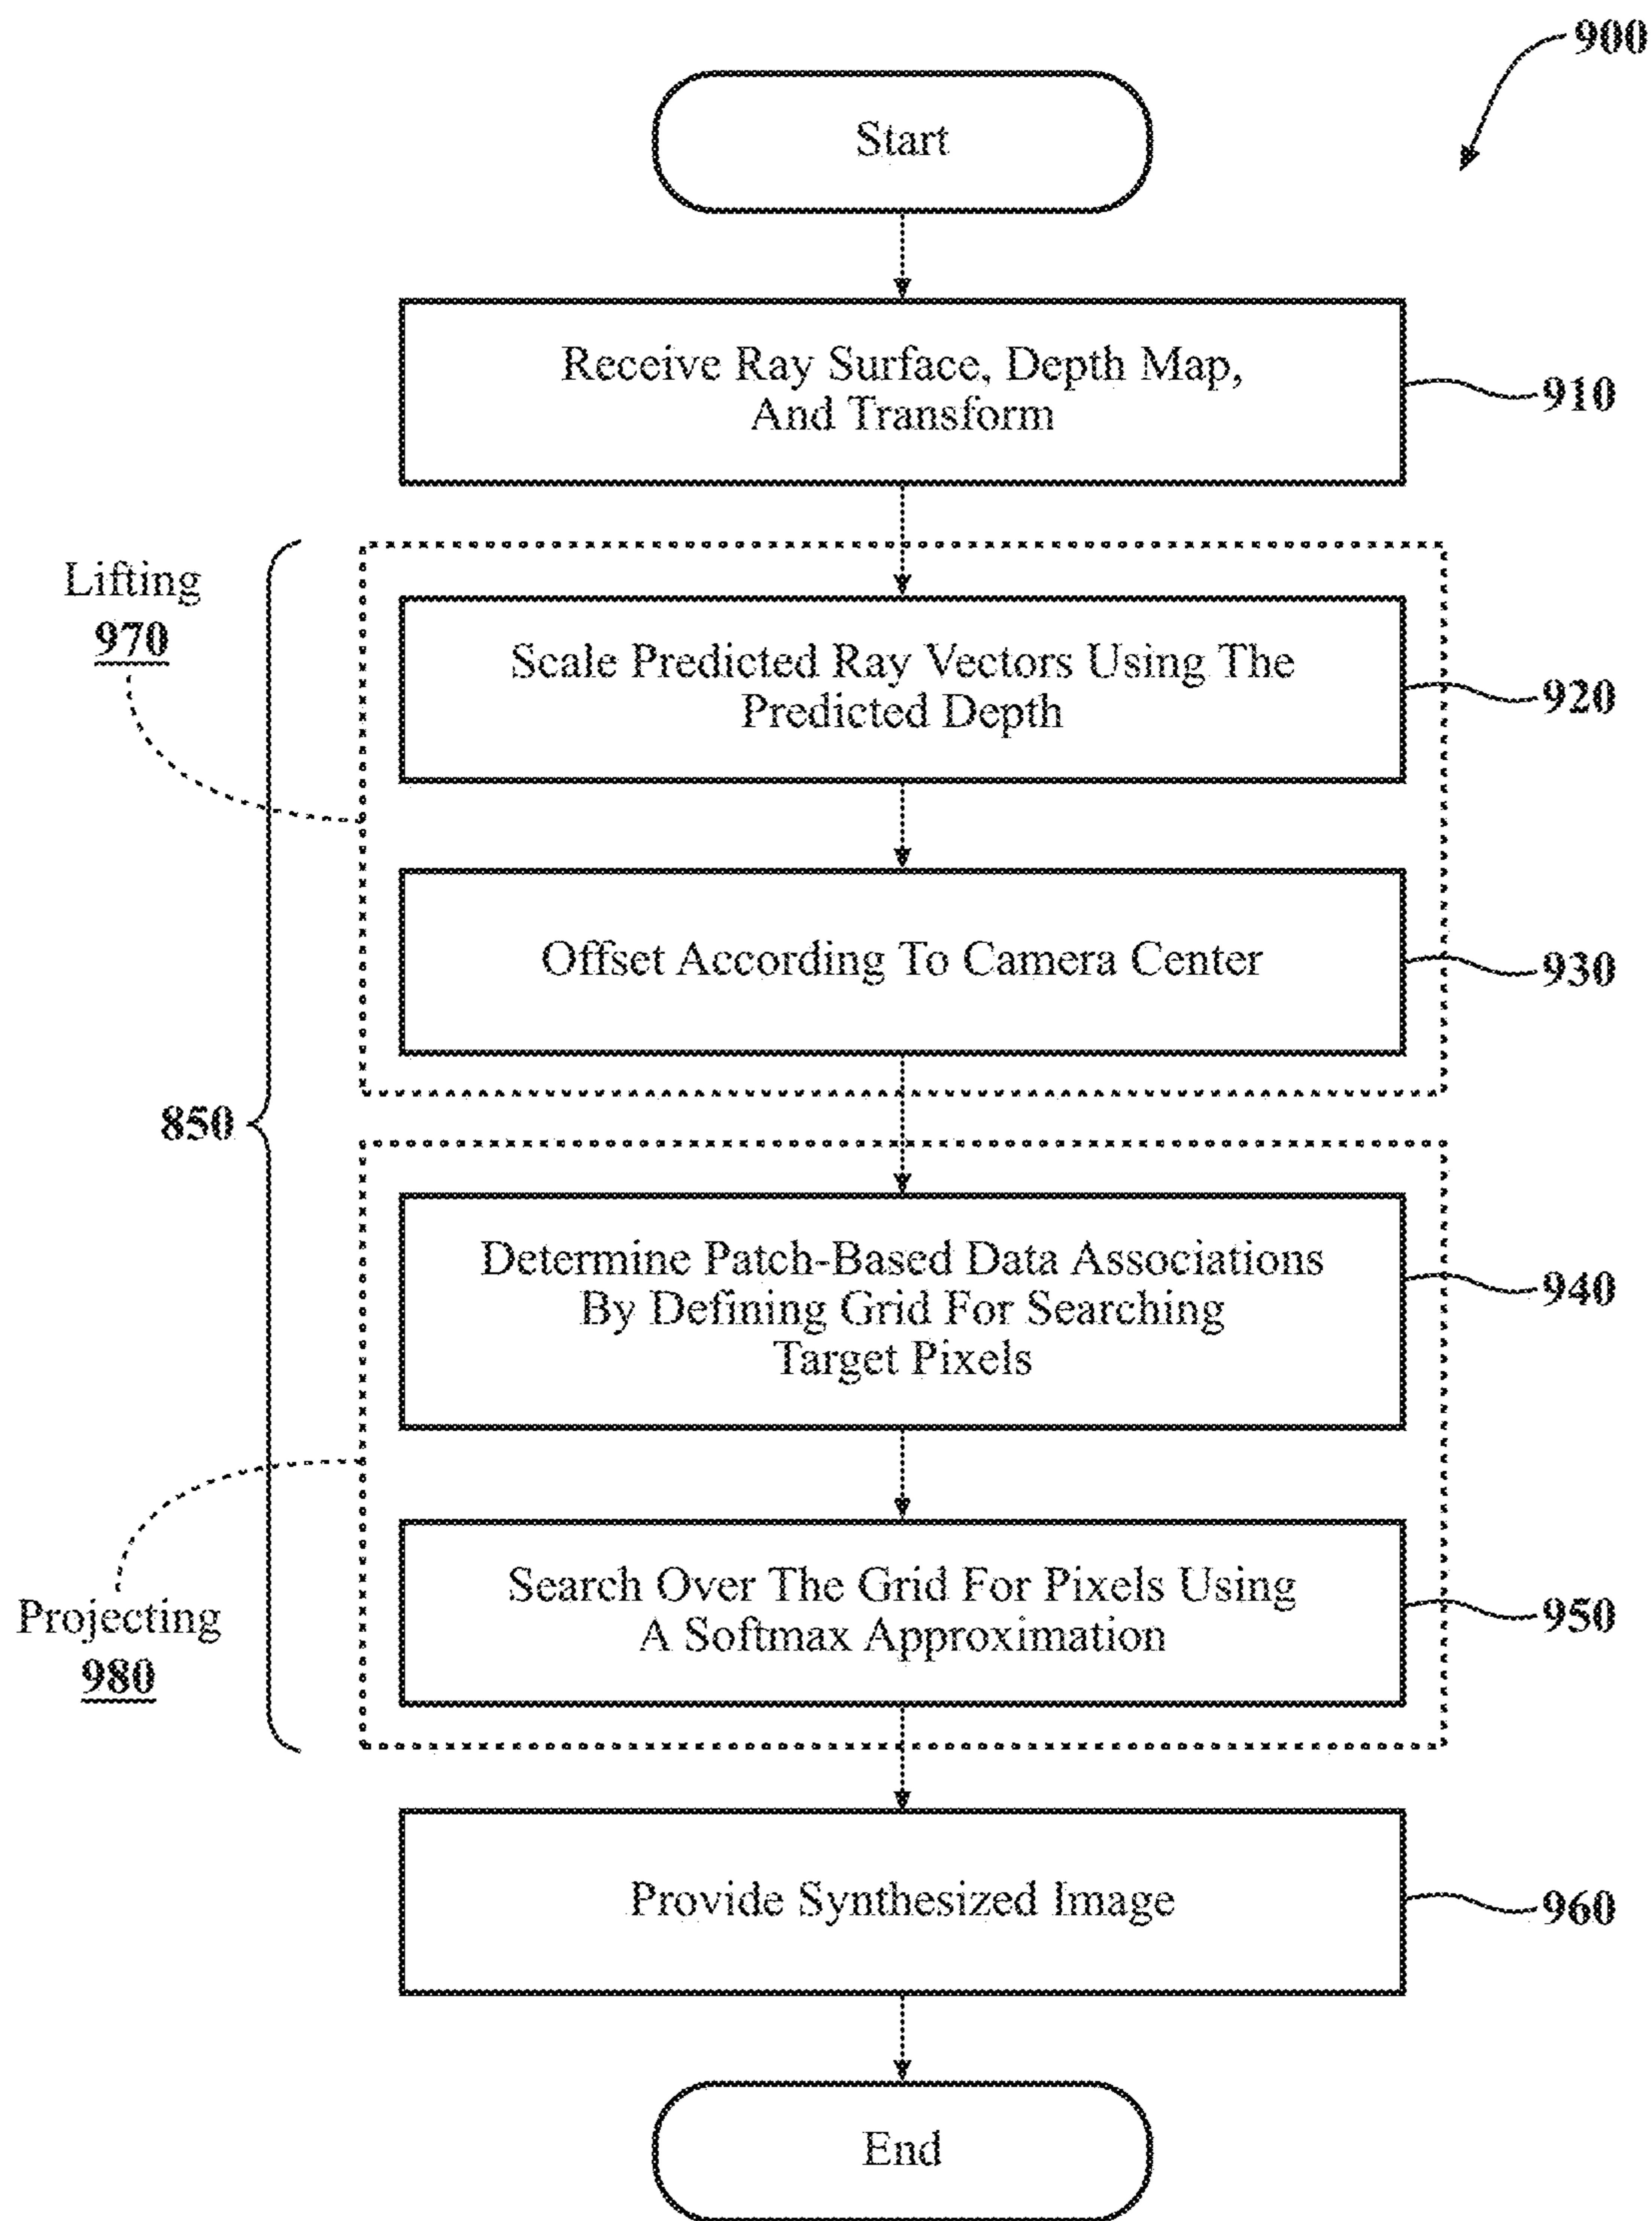 900
Start
Receive Ray Surface, Depth Map,
And Transform
910
Lifting
970
Scale Predicted Ray Vectors Using The
Predicted Depth
920
Offset According To Camera Center
930
850
Determine Patch-Based Data Associations
By Defining Grid For Searching
Target Pixels
940
Search Over The Grid For Pixels Using
A Softmax Approximation
950
Projecting
980
Provide Synthesized Image
960
End